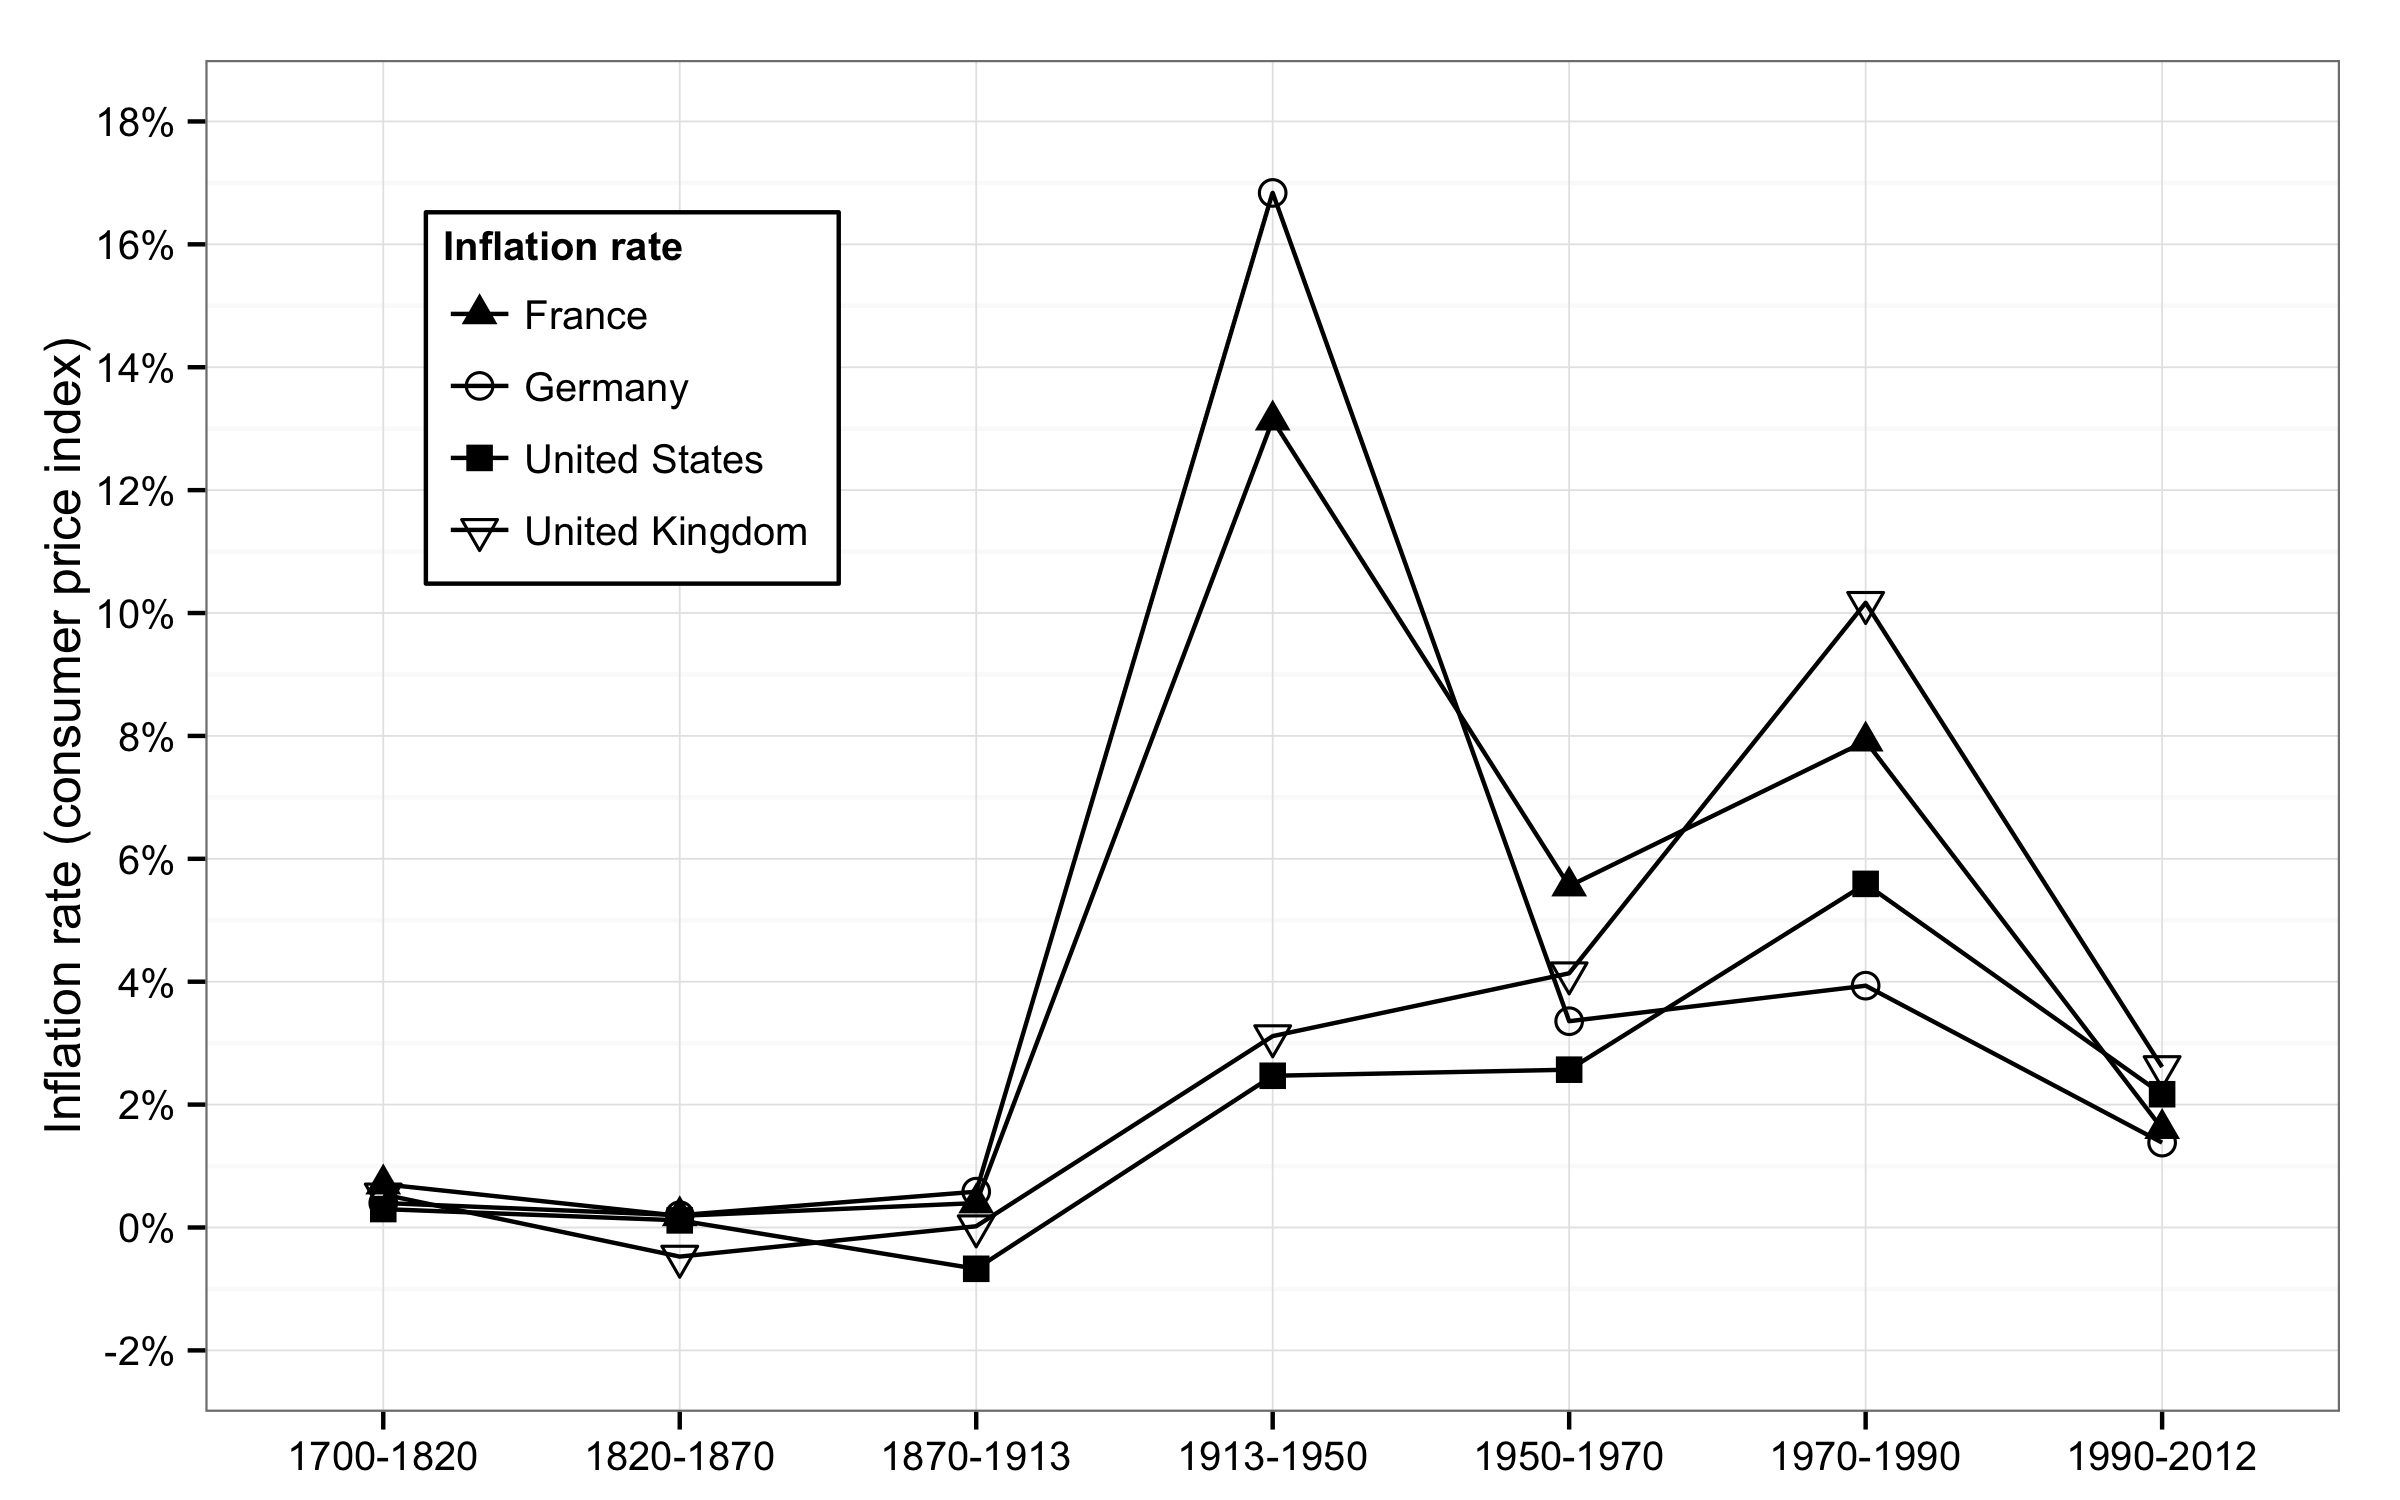 Inflation rate (consumer price index)
18%
16%
14%
12%
10%
8%
6%
4%
2%
0%
-2%
Inflation rate
France
Germany
United States
United Kingdom
1700-1820 1820-1870 1870-1913 1913-1950 1950-1970 1970-1990 1990-2012